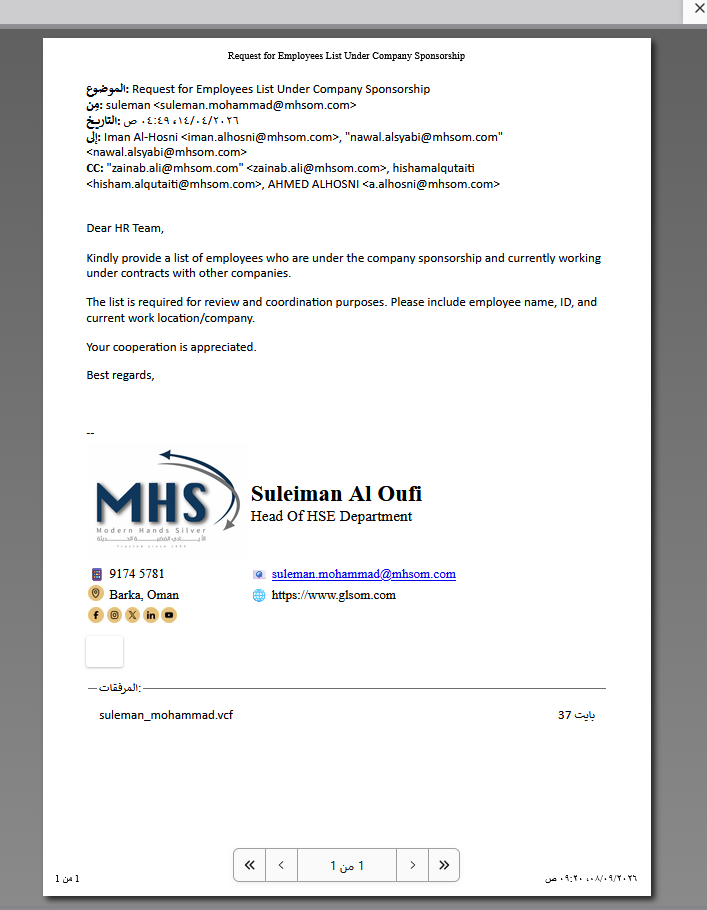 Request for Employees List Under Company Sponsorship
الموضوع: Request for Employees List Under Company Sponsorship
مِن: suleman <suleman.mohammad@mhsom.com>
التاريخ: ١٤/٠٤/٢٠٢٦، ٠٤:٤٩ ص
إلى: Iman Al-Hosni <iman.alhosni@mhsom.com>, "nawal.alsyabi@mhsom.com"
<nawal.alsyabi@mhsom.com>
CC: "zainab.ali@mhsom.com" <zainab.ali@mhsom.com>, hishamalqutaiti
<hisham.alqutaiti@mhsom.com>, AHMED ALHOSNI <a.alhosni@mhsom.com>
Dear HR Team,
Kindly provide a list of employees who are under the company sponsorship and currently working
under contracts with other companies.
The list is required for review and coordination purposes. Please include employee name, ID, and
current work location/company.
Your cooperation is appreciated.
Best regards,
--
MHS
Modern Hands Silver
الأيادي الفضية الحديثة
Suleiman Al Oufi
Head Of HSE Department
9174 5781
suleman.mohammad@mhsom.com
Barka, Oman
https://www.glsom.com
المرفقات:
suleman_mohammad.vcf
37 بايت
1 من 1
1 من 1
٠٨/٠٩/٢٠٢٦، ٠٩:٢٠ ص